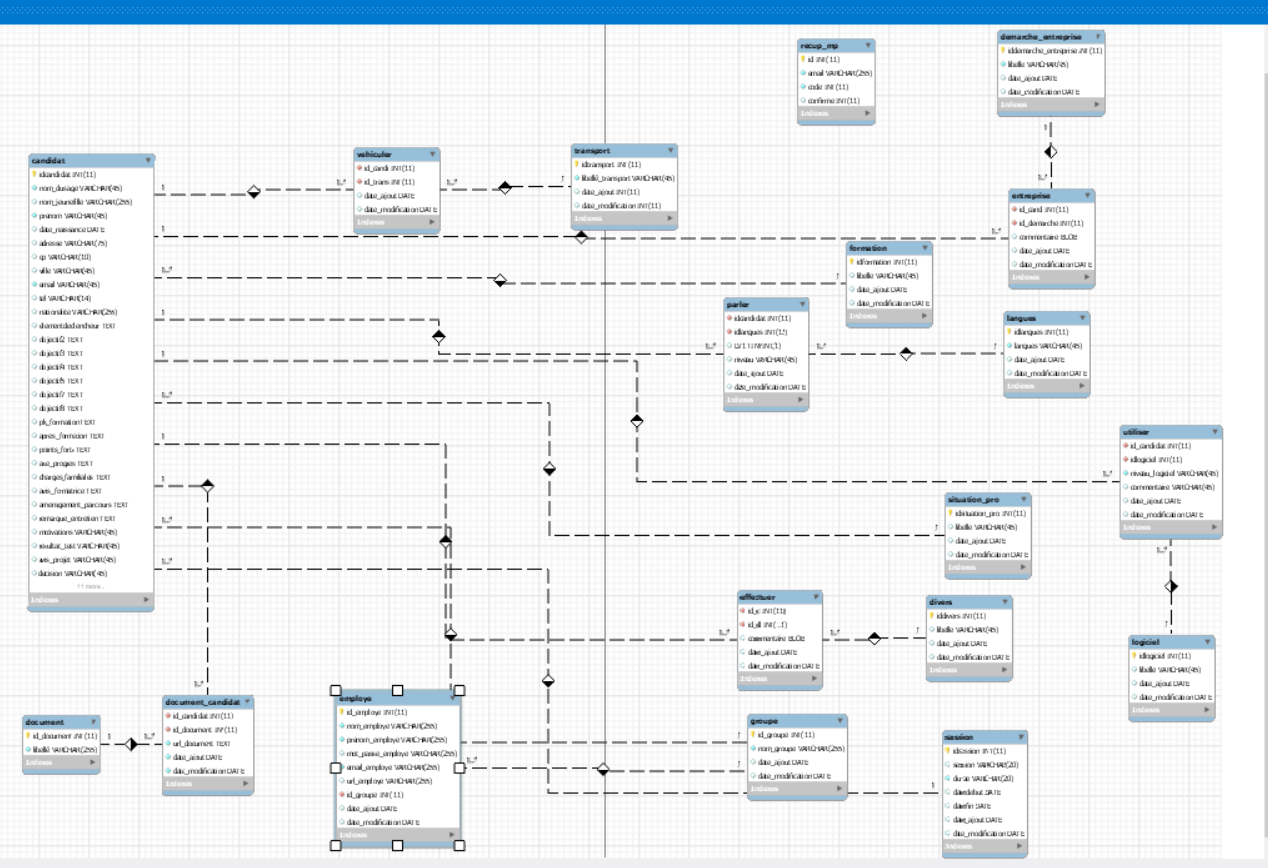 recup_mp
id INT(11)
email VARCHAR(255)
code INT(11)
confirme INT(11)
Indexes
demarche_entreprise
iddemarche_entreprise INT(11)
libelle VARCHAR(45)
date_ajout DATE
date_modification DATE
Indexes
candidat
idcandidat INT(11)
nom_dusage VARCHAR(45)
nom_jeunefille VARCHAR(255)
prenom VARCHAR(45)
date_naissance DATE
adresse VARCHAR(75)
cp VARCHAR(10)
ville VARCHAR(45)
email VARCHAR(45)
tel VARCHAR(14)
nationalite VARCHAR(255)
elementdedencheur TEXT
objectif2 TEXT
objectif3 TEXT
objectif4 TEXT
objectif5 TEXT
objectif7 TEXT
TEXT
pk_formation TEXT
apres_formation TEXT
points_forts TEXT
axe_progres TEXT
charges_familiales TEXT
avis_formatrice TEXT
amenagement_parcours TEXT
remarque_entretien TEXT
VARCHAR(45)
resultat_test VARCHAR(45)
avis_projet VARCHAR(45)
decision VARCHAR(45)
11 more...
Indexes
vehiculer
id_candi INT(11)
id_trans INT(11)
date_ajout DATE
date_modification DATE
Indexes
transport
idtransport INT(11)
libellé_transport VARCHAR(45)
date_ajout INT(11)
date_modification INT(11)
Indexes
entreprise
id_cand INT(11)
id_demarche INT(11)
commentaire BLOB
date_ajout DATE
date_modification DATE
Indexes
formation
idformation INT(11)
libelle VARCHAR(45)
date_ajout DATE
date_modification DATE
Indexes
parler
idcandidat INT(11)
idlangues INT(11)
LV1 TINYINT(1)
niveau VARCHAR(45)
date_ajout DATE
date_modification DATE
Indexes
langues
idlangues INT(11)
langues VARCHAR(45)
date_ajout DATE
date_modification DATE
Indexes
utiliser
id_candidat INT(11)
idlogiciel INT(11)
niveau_logiciel VARCHAR(45)
commentaire VARCHAR(45)
date_ajout DATE
date_modification DATE
Indexes
situation_pro
idsituation_pro INT(11)
libelle VARCHAR(45)
date_ajout DATE
date_modification DATE
Indexes
effectuer
id_c INT(11)
commentaire BLOB
date_ajout DATE
date_modification DATE
Indexes
divers
iddivers INT(11)
libelle VARCHAR(45)
date_ajout DATE
date_modification DATE
Indexes
logiciel
idlogiciel INT(11)
libelle VARCHAR(45)
date_ajout DATE
date_modification DATE
Indexes
document
id_document INT(11)
libellé VARCHAR(255)
Indexes
document_candidat
id_candidat INT(11)
id_document INT(11)
url_document TEXT
date_ajout DATE
date_modification DATE
Indexes
employe
id_employe INT(11)
nom_employe VARCHAR(255)
prenom_employe VARCHAR(255)
mot_passe_employe VARCHAR(255)
email_employe VARCHAR(255)
url_employe VARCHAR(255)
id_groupe INT(11)
date_ajout DATE
date_modification DATE
Indexes
groupe
id_groupe INT(11)
nom_groupe VARCHAR(255)
date_ajout DATE
date_modification DATE
Indexes
session
idsession INT(11)
session VARCHAR(20)
duree VARCHAR(20)
datedebut DATE
datefin DATE
date_ajout DATE
date_modification DATE
Indexes